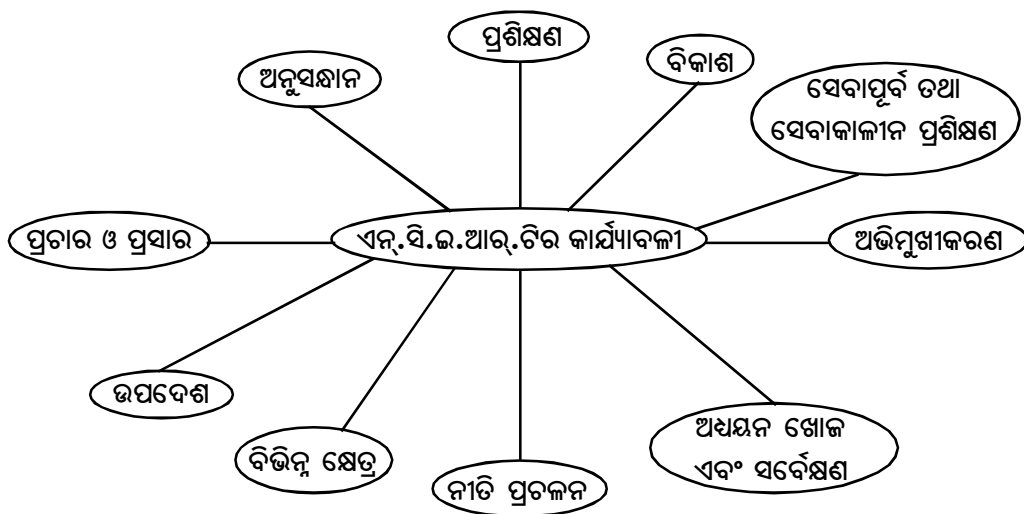 ପ୍ରଶିକ୍ଷଣ
ବିକାଶ
ଅନୁସନ୍ଧାନ
ସେବାପୂର୍ବ ତଥା
ସେବାକାଳୀନ ପ୍ରଶିକ୍ଷଣ
ପ୍ରଚାର ଓ ପ୍ରସାର
ଏନ୍.ସି.ଇ.ଆର୍.ଟିର କାର୍ଯ୍ୟାବଳୀ
ଅଭିମୁଖୀକରଣ
ଉପଦେଶ
ବିଭିନ୍ନ କ୍ଷେତ୍ର
ନୀତି ପ୍ରଚଳନ
ଅଧ୍ୟୟନ ଖୋଜ
ଏବଂ ସର୍ବେକ୍ଷଣ